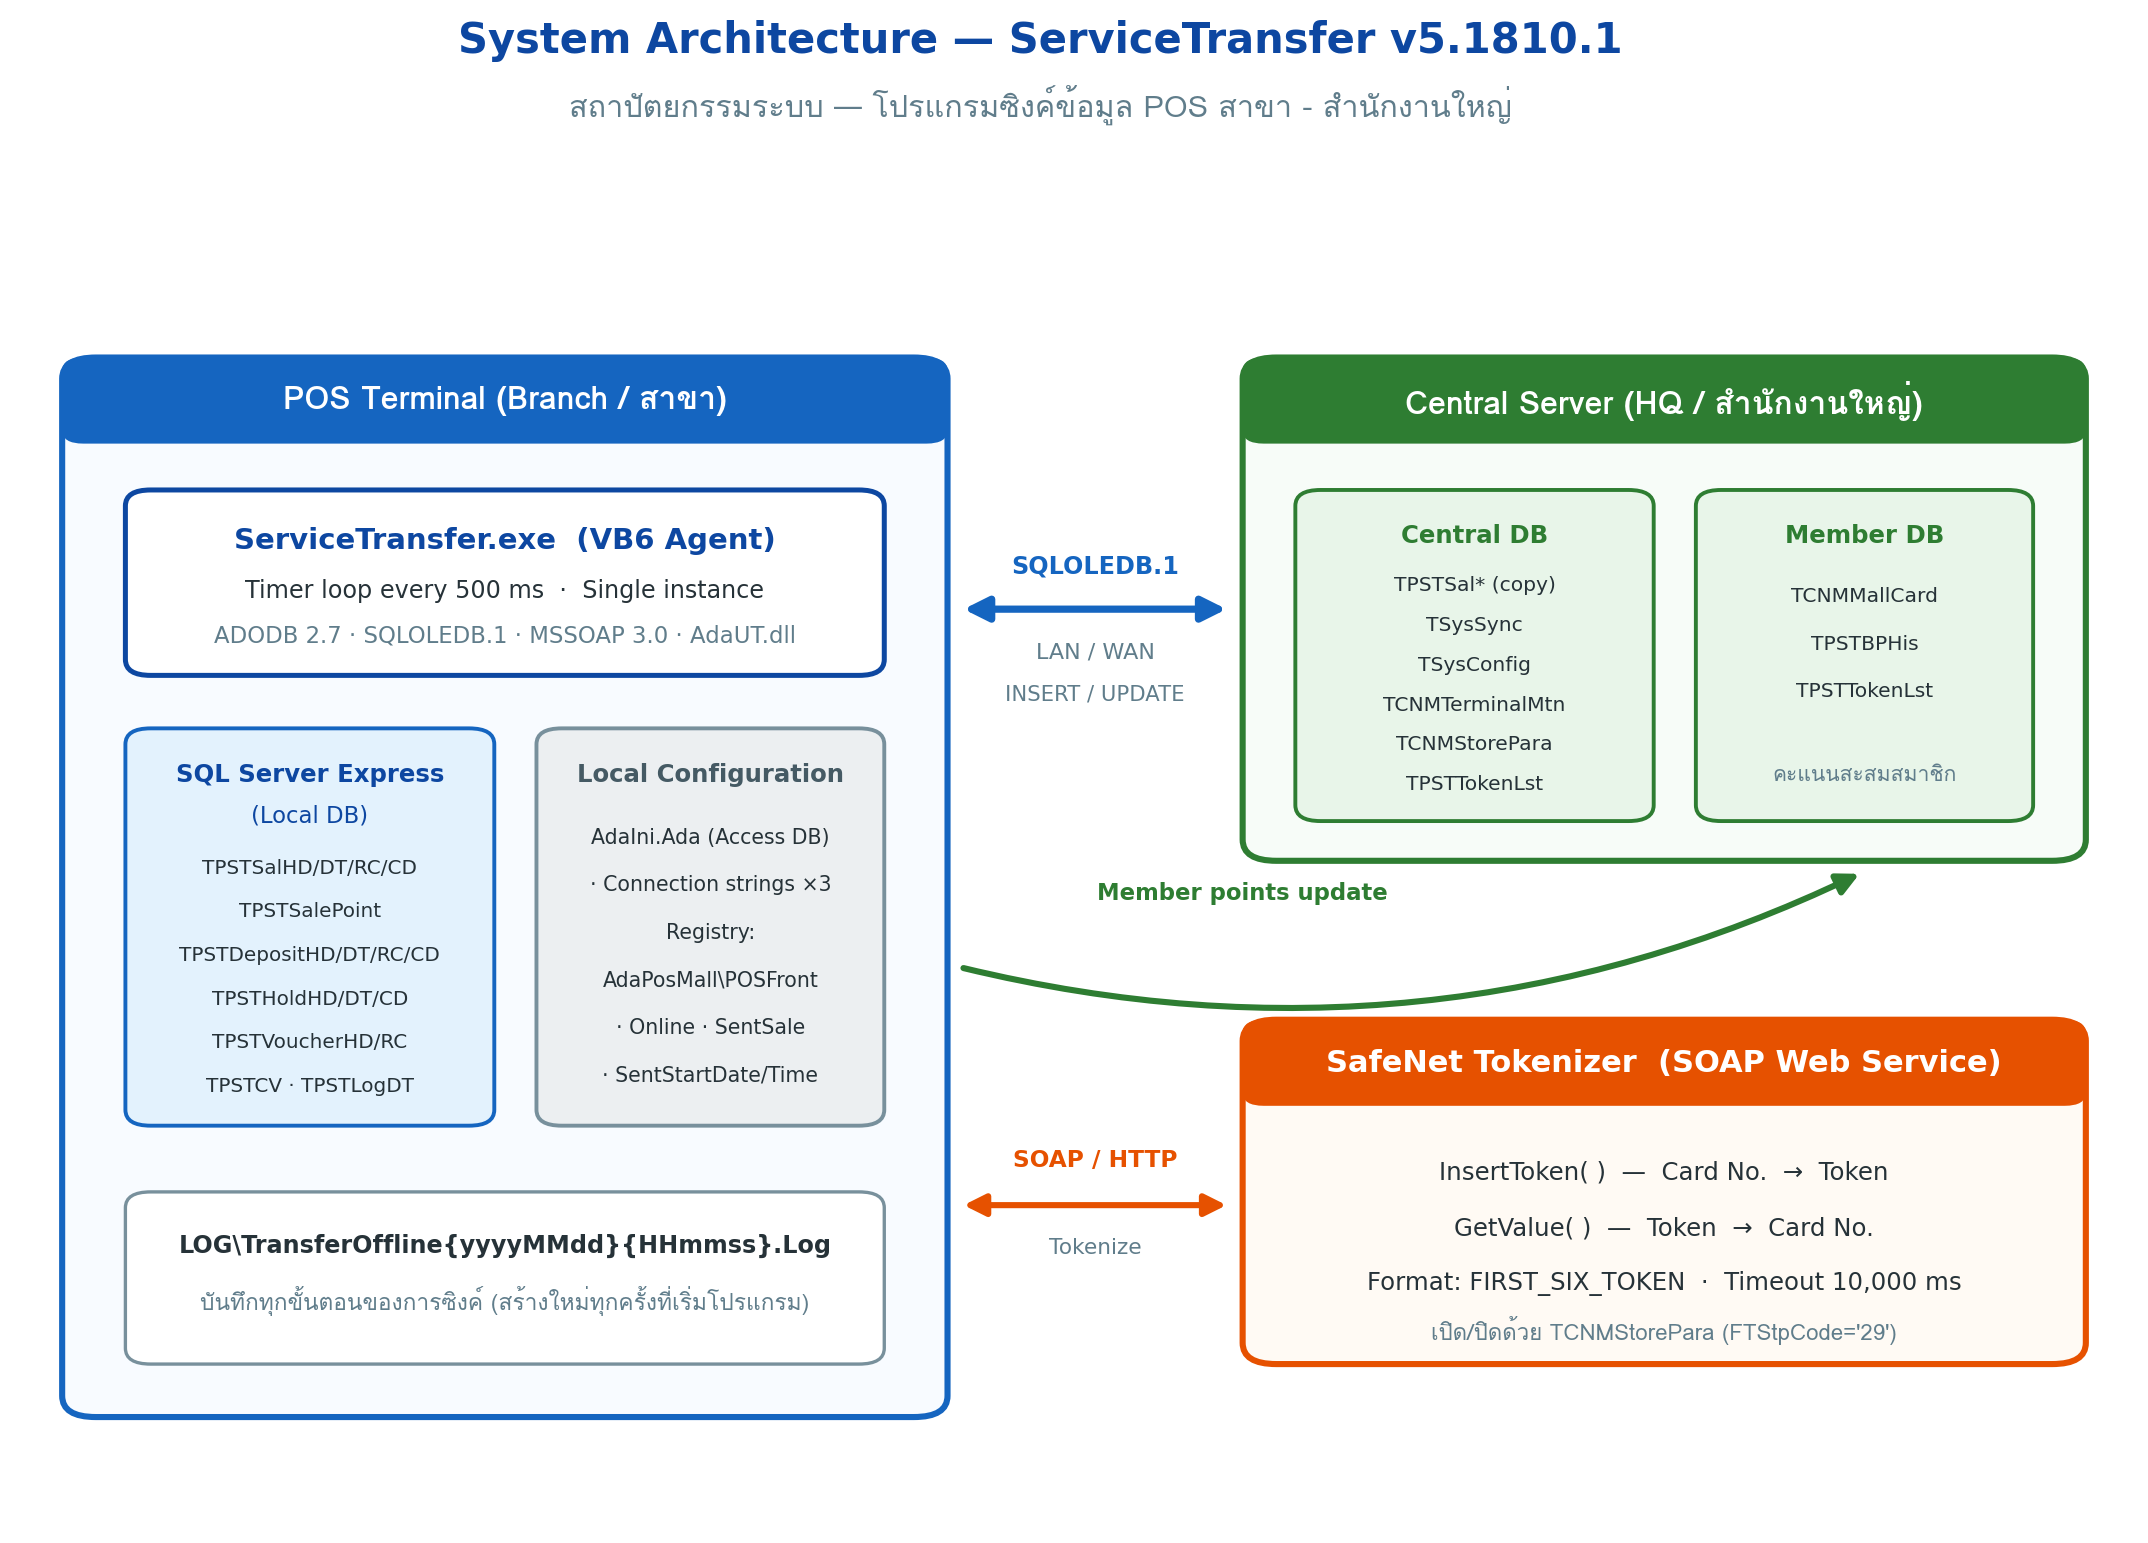 System Architecture — ServiceTransfer v5.1810.1
สถาปัตยกรรมระบบ — โปรแกรมซิงค์ข้อมูล POS สาขา - สำนักงานใหญ่
POS Terminal (Branch / สาขา)
ServiceTransfer.exe  (VB6 Agent)
Timer loop every 500 ms  ·  Single instance
ADODB 2.7 · SQLOLEDB.1 · MSSOAP 3.0 · AdaUT.dll
SQL Server Express
(Local DB)
TPSTSalHD/DT/RC/CD
TPSTSalePoint
TPSTDepositHD/DT/RC/CD
TPSTHoldHD/DT/CD
TPSTVoucherHD/RC
TPSTCV · TPSTLogDT
Local Configuration
AdaIni.Ada (Access DB)
· Connection strings ×3
Registry:
AdaPosMall\POSFront
· Online · SentSale
· SentStartDate/Time
LOG\TransferOffline{yyyyMMdd}{HHmmss}.Log
บันทึกทุกขั้นตอนของการซิงค์ (สร้างใหม่ทุกครั้งที่เริ่มโปรแกรม)
SQLOLEDB.1
LAN / WAN
INSERT / UPDATE
Central Server (HQ / สำนักงานใหญ่)
Central DB
TPSTSal* (copy)
TSysSync
TSysConfig
TCNMTerminalMtn
TCNMStorePara
TPSTTokenLst
Member DB
TCNMMallCard
TPSTBPHis
TPSTTokenLst
คะแนนสะสมสมาชิก
Member points update
SOAP / HTTP
Tokenize
SafeNet Tokenizer  (SOAP Web Service)
InsertToken( )  —  Card No.  →  Token
GetValue( )  —  Token  →  Card No.
Format: FIRST_SIX_TOKEN  ·  Timeout 10,000 ms
เปิด/ปิดด้วย TCNMStorePara (FTStpCode='29')